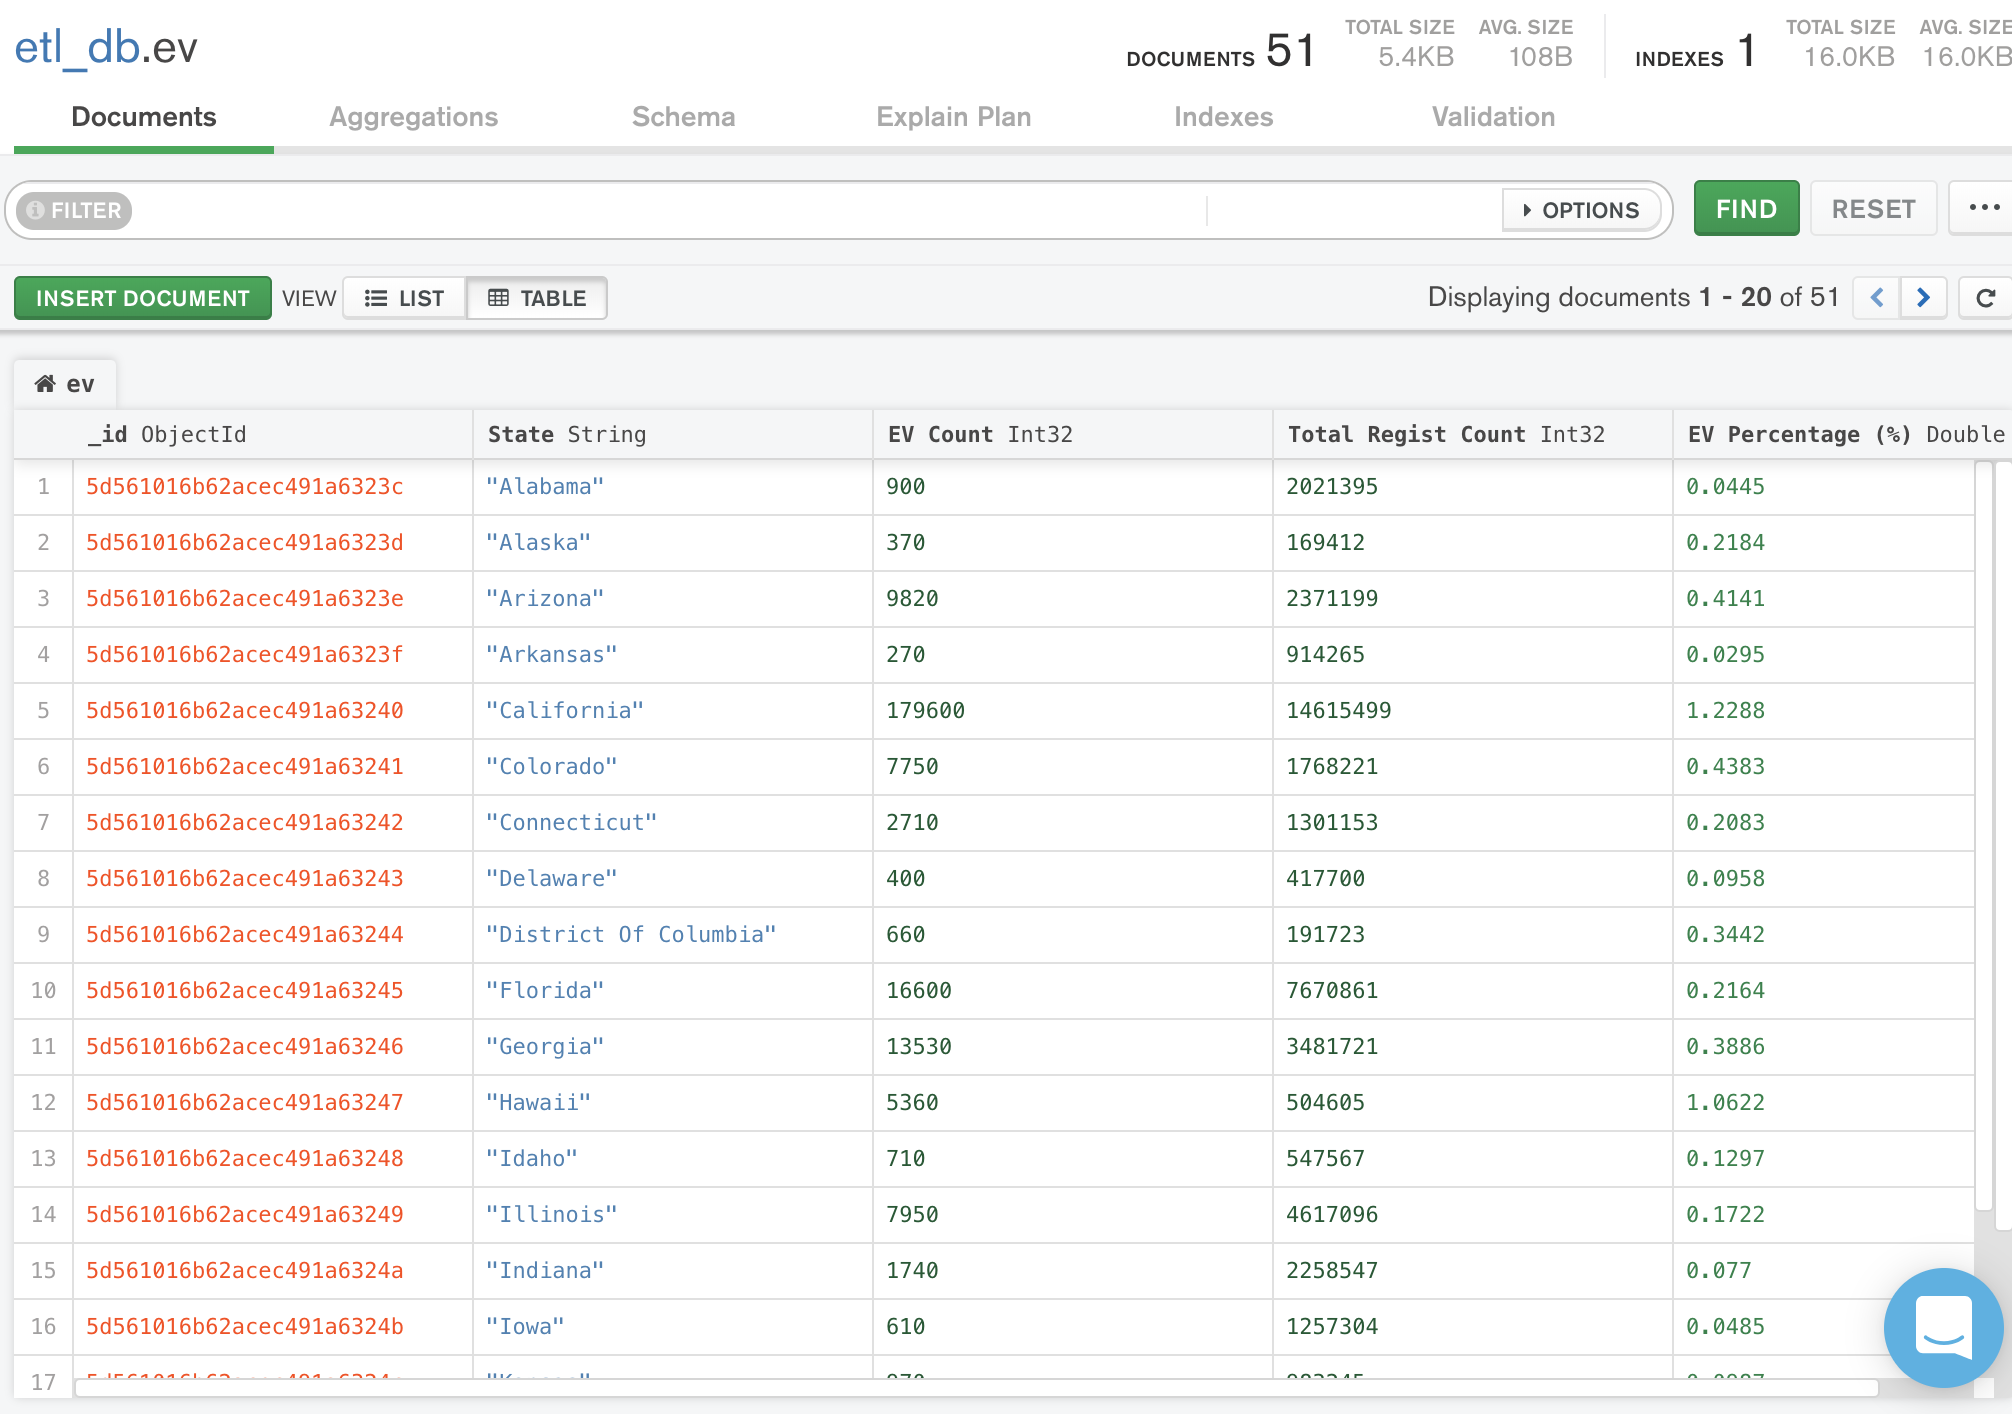 etl_db.ev
DOCUMENTS 51 TOTAL SIZE 5.4KB AVG. SIZE 108B INDEXES 1 TOTAL SIZE 16.0KB AVG. SIZE 16.0KB
Documents Aggregations Schema Explain Plan Indexes Validation
FILTER OPTIONS FIND RESET ...
INSERT DOCUMENT VIEW LIST TABLE Displaying documents 1 - 20 of 51
ev
_id ObjectId State String EV Count Int32 Total Regist Count Int32 EV Percentage (%) Double
1 5d561016b62acec491a6323c "Alabama" 900 2021395 0.0445
2 5d561016b62acec491a6323d "Alaska" 370 169412 0.2184
3 5d561016b62acec491a6323e "Arizona" 9820 2371199 0.4141
4 5d561016b62acec491a6323f "Arkansas" 270 914265 0.0295
5 5d561016b62acec491a63240 "California" 179600 14615499 1.2288
6 5d561016b62acec491a63241 "Colorado" 7750 1768221 0.4383
7 5d561016b62acec491a63242 "Connecticut" 2710 1301153 0.2083
8 5d561016b62acec491a63243 "Delaware" 400 417700 0.0958
9 5d561016b62acec491a63244 "District Of Columbia" 660 191723 0.3442
10 5d561016b62acec491a63245 "Florida" 16600 7670861 0.2164
11 5d561016b62acec491a63246 "Georgia" 13530 3481721 0.3886
12 5d561016b62acec491a63247 "Hawaii" 5360 504605 1.0622
13 5d561016b62acec491a63248 "Idaho" 710 547567 0.1297
14 5d561016b62acec491a63249 "Illinois" 7950 4617096 0.1722
15 5d561016b62acec491a6324a "Indiana" 1740 2258547 0.077
16 5d561016b62acec491a6324b "Iowa" 610 1257304 0.0485
17